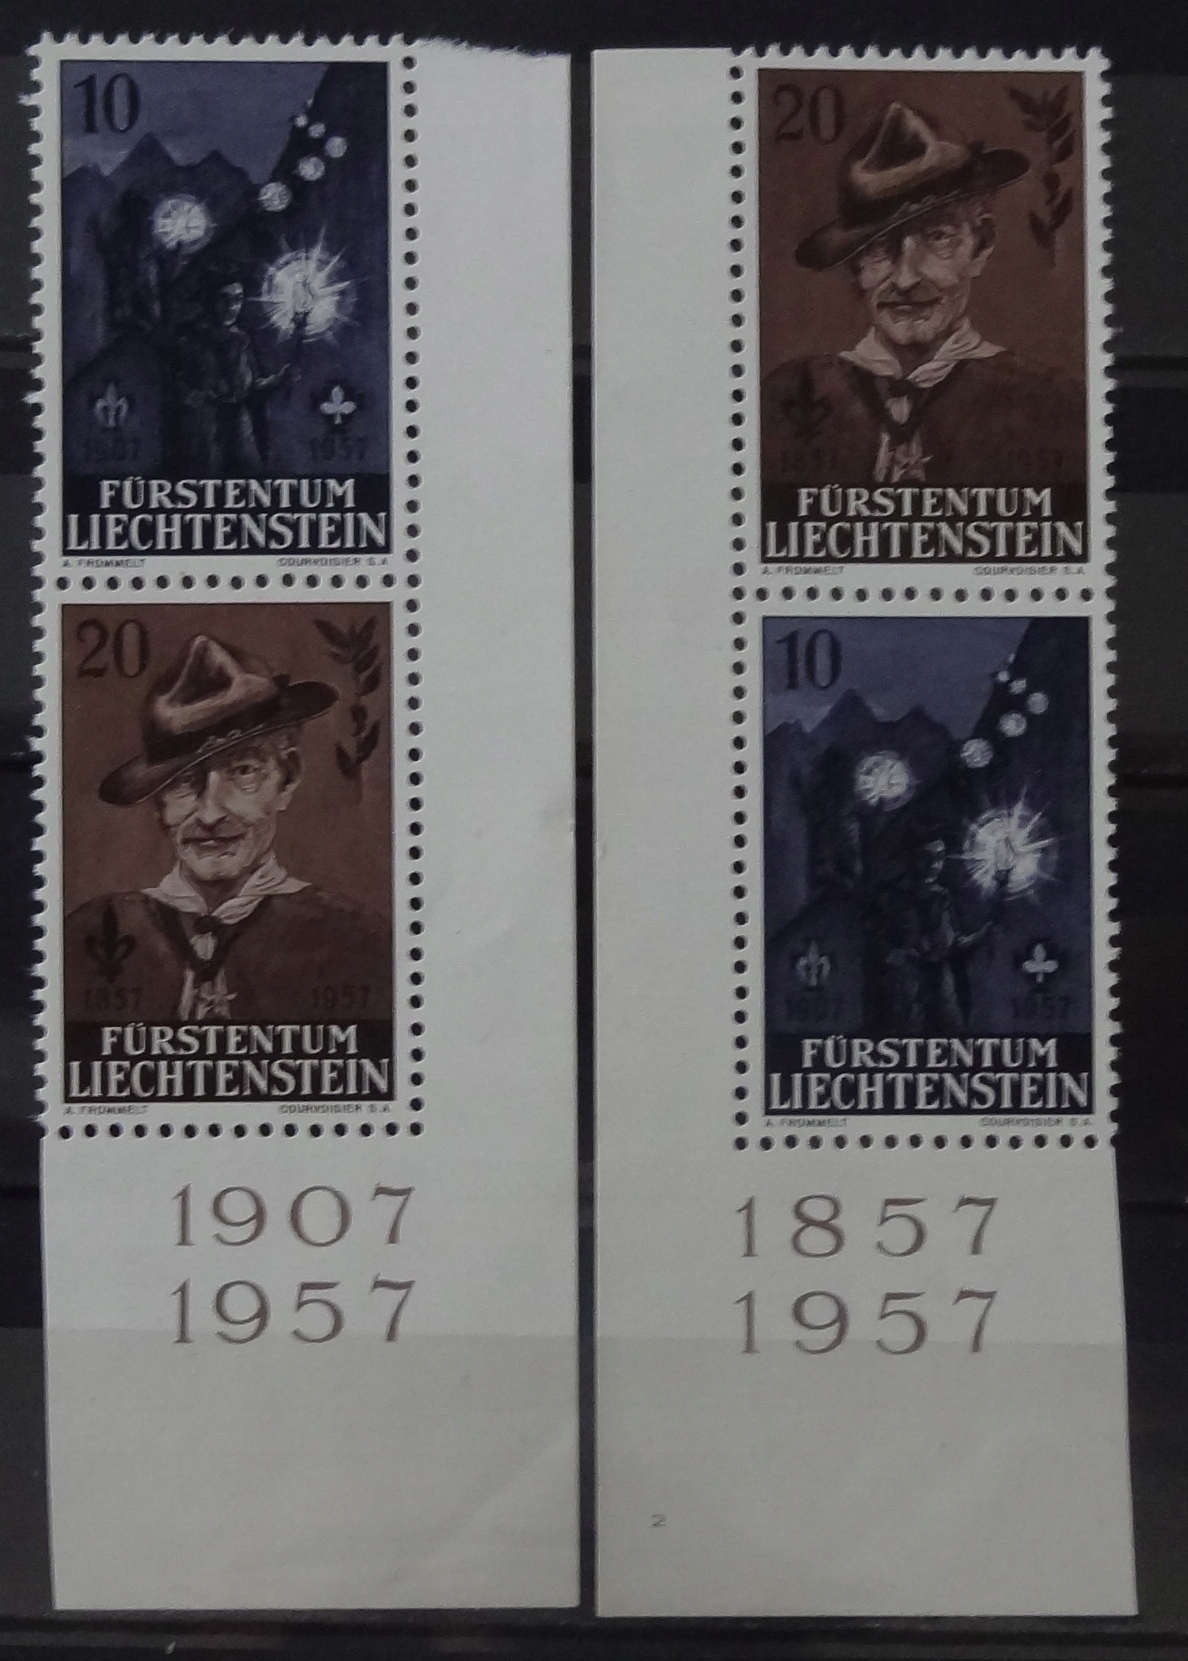 10
1907 1957
FÜRSTENTUM
LIECHTENSTEIN
A. FROMMELT COURVOISIER S.A
20
1857 1957
FÜRSTENTUM
LIECHTENSTEIN
A. FROMMELT COURVOISIER S.A
1907
1957
20
1857 1957
FÜRSTENTUM
LIECHTENSTEIN
A. FROMMELT COURVOISIER S.A
10
1907 1957
FÜRSTENTUM
LIECHTENSTEIN
A. FROMMELT COURVOISIER S.A
1857
1957
2